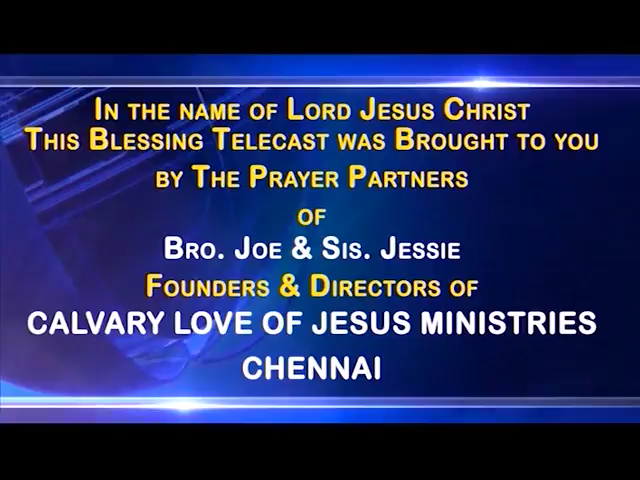 In the name of Lord Jesus Christ
This Blessing Telecast was Brought to you
by The Prayer Partners
of
Bro. Joe & Sis. Jessie
Founders & Directors of
CALVARY LOVE OF JESUS MINISTRIES
CHENNAI